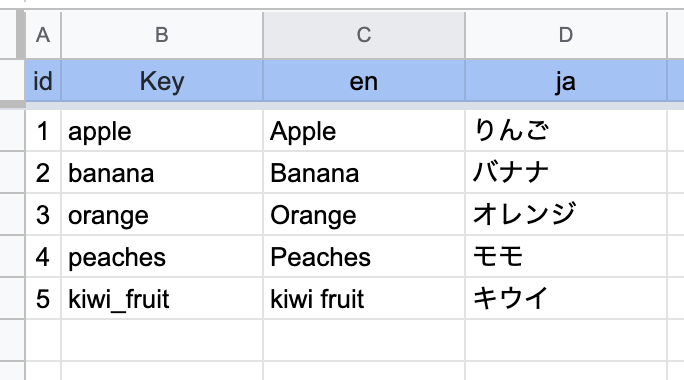 A B C D
id Key en ja
1 apple Apple りんご
2 banana Banana バナナ
3 orange Orange オレンジ
4 peaches Peaches モモ
5 kiwi_fruit kiwi fruit キウイ